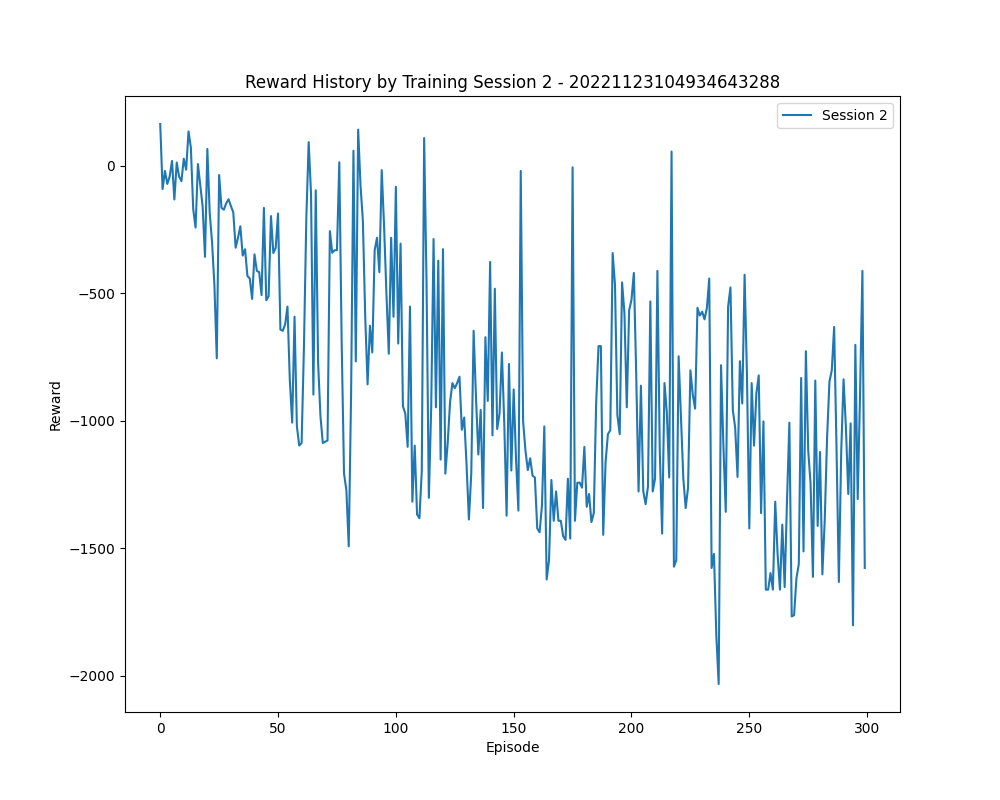 Reward History by Training Session 2 - 20221123104934643288
Session 2
0
−500
−1000
−1500
−2000
Reward
0 50 100 150 200 250 300
Episode